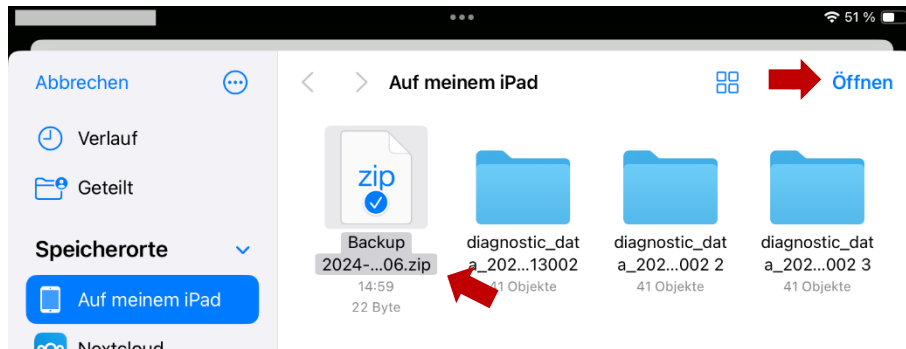 51 %
Abbrechen
Auf meinem iPad
Öffnen
Verlauf
Geteilt
Speicherorte
Auf meinem iPad
Nextcloud
zip
Backup
2024-...06.zip
14:59
22 Byte
diagnostic_dat
a_202...13002
41 Objekte
diagnostic_dat
a_202...002 2
41 Objekte
diagnostic_dat
a_202...002 3
41 Objekte